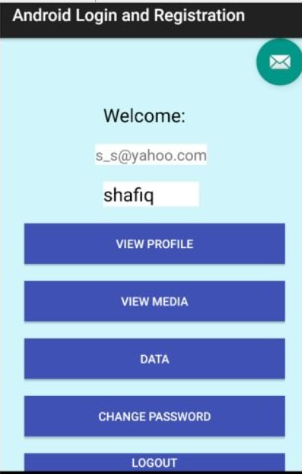 Android Login and Registration
Welcome:
s_s@yahoo.com
shafiq
VIEW PROFILE
VIEW MEDIA
DATA
CHANGE PASSWORD
LOGOUT